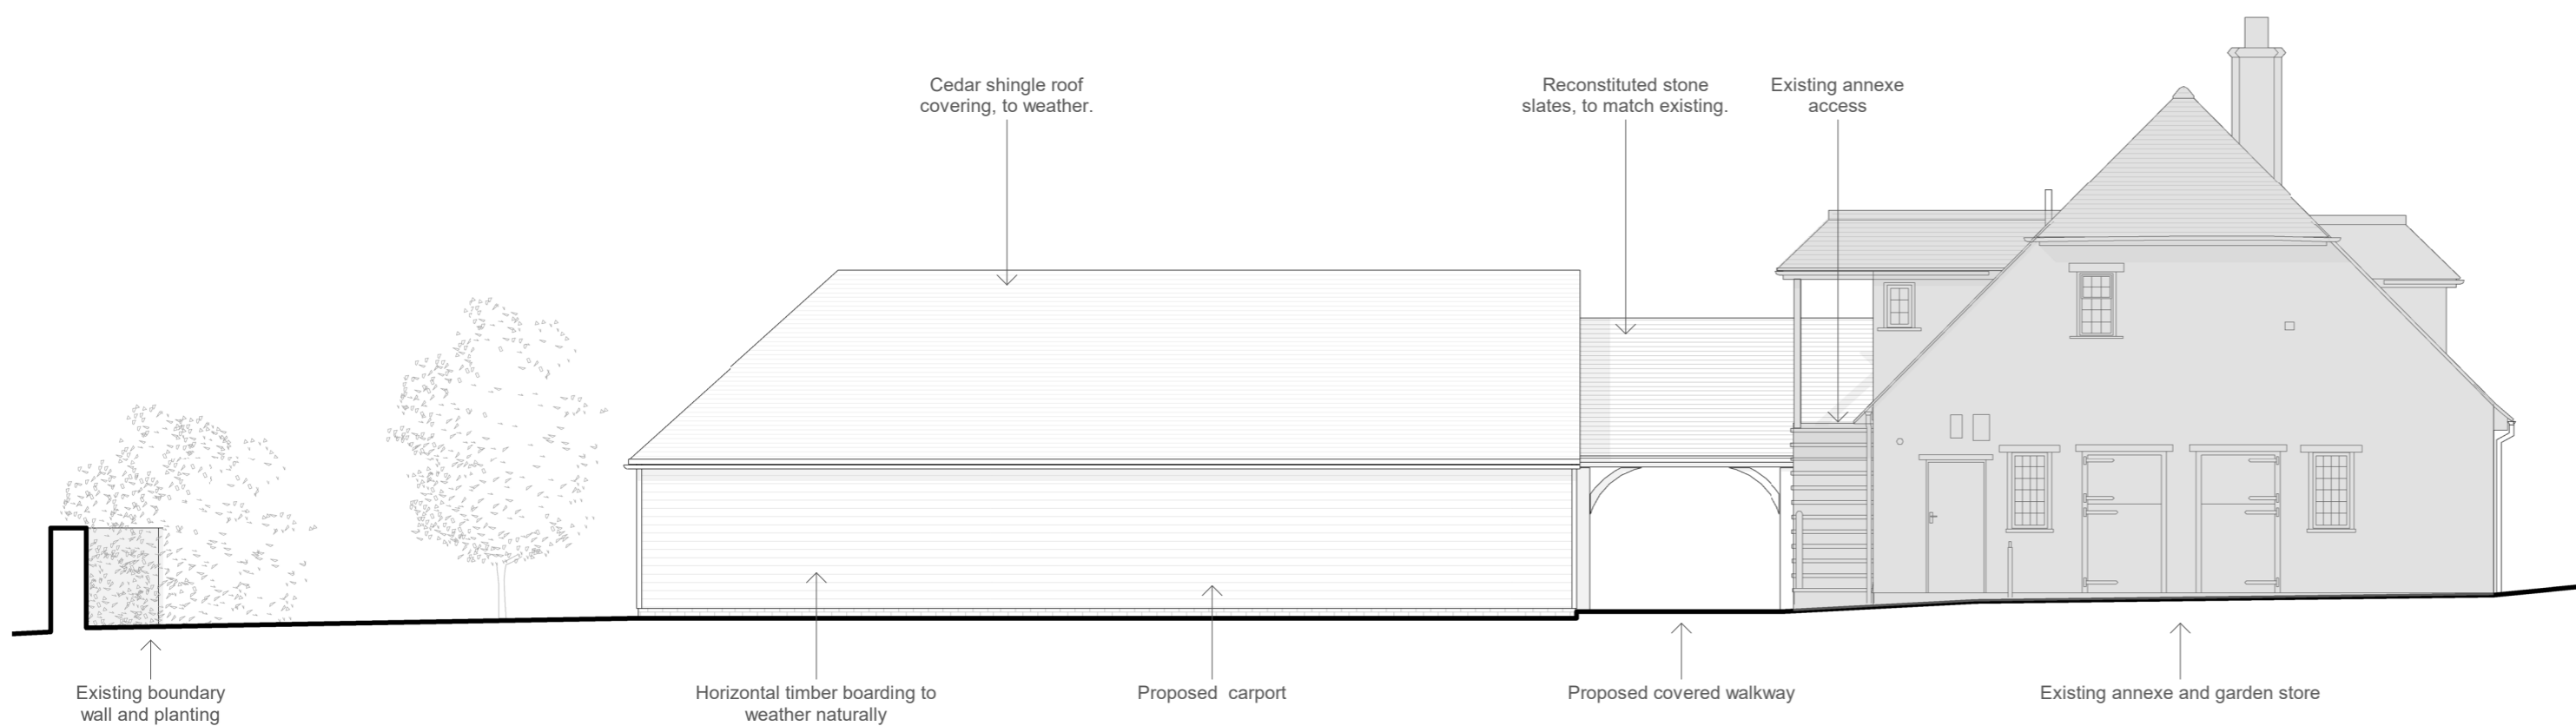 Cedar shingle roof
covering, to weather.
Reconstituted stone
slates, to match existing.
Existing annexe
access
Existing boundary
wall and planting
Horizontal timber boarding to
weather naturally
Proposed carport
Proposed covered walkway
Existing annexe and garden store